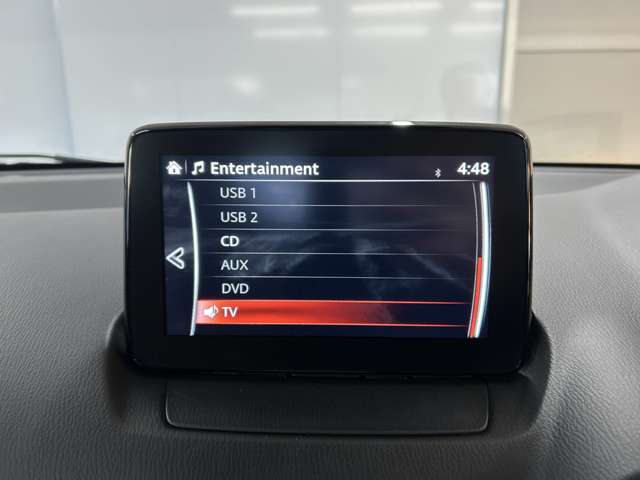 Entertainment
4:48
USB 1
USB 2
CD
AUX
DVD
TV